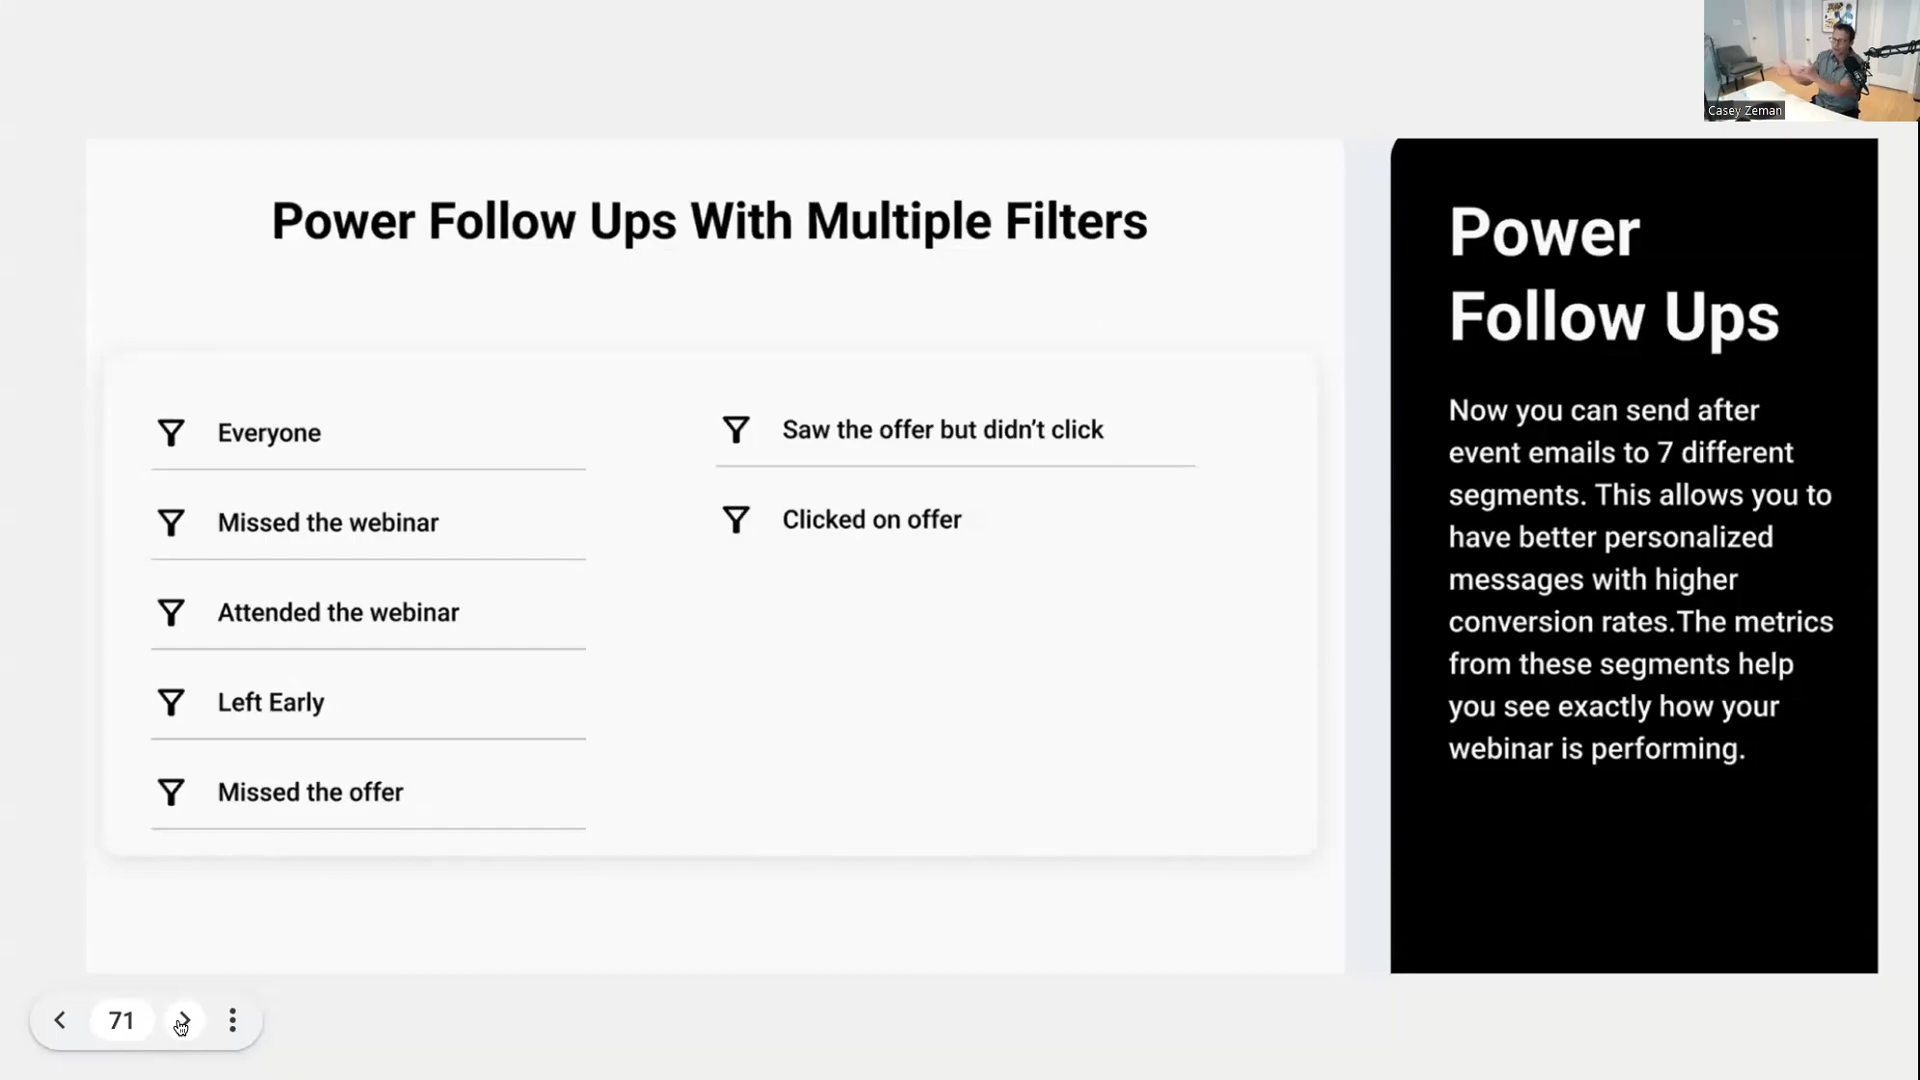 Casey Zeman
Power Follow Ups With Multiple Filters
Everyone
Missed the webinar
Attended the webinar
Left Early
Missed the offer
Saw the offer but didn’t click
Clicked on offer
Power
Follow Ups
Now you can send after
event emails to 7 different
segments. This allows you to
have better personalized
messages with higher
conversion rates.The metrics
from these segments help
you see exactly how your
webinar is performing.
71